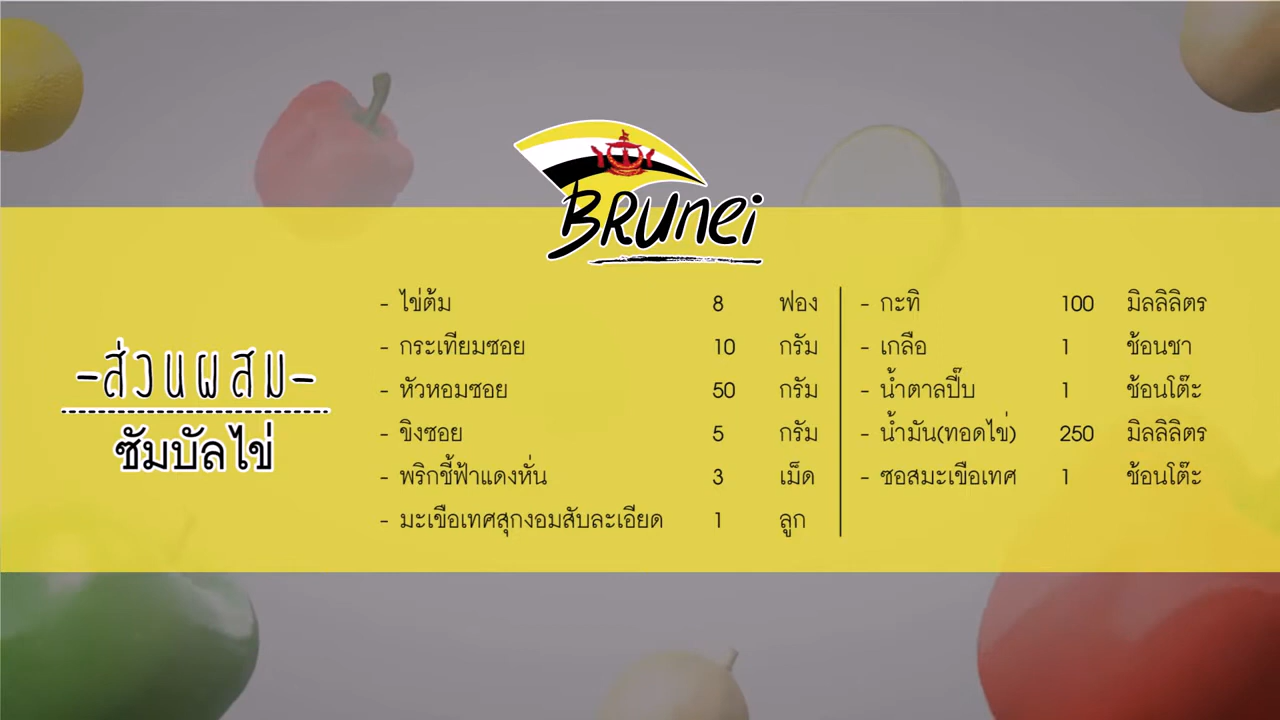 BRUNEI
-ส่วนผสม-
ซัมบัลไข่
- ไข่ต้ม 8 ฟอง
- กระเทียมซอย 10 กรัม
- หัวหอมซอย 50 กรัม
- ขิงซอย 5 กรัม
- พริกชี้ฟ้าแดงหั่น 3 เม็ด
- มะเขือเทศสุกงอมสับละเอียด 1 ลูก
- กะทิ 100 มิลลิลิตร
- เกลือ 1 ช้อนชา
- น้ำตาลปี๊บ 1 ช้อนโต๊ะ
- น้ำมัน(ทอดไข่) 250 มิลลิลิตร
- ซอสมะเขือเทศ 1 ช้อนโต๊ะ